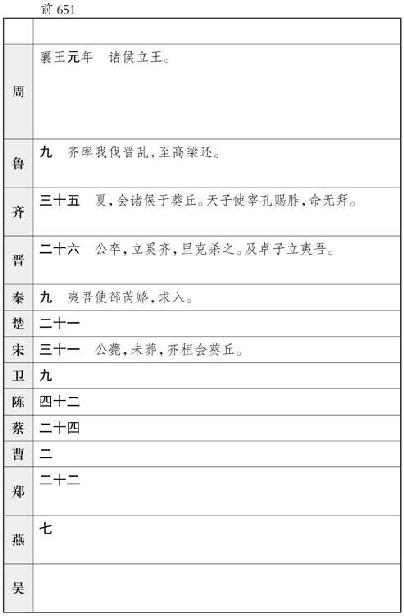 前 651
周 襄王元年 诸侯立王。
鲁 九 齐率我伐晋乱，至高梁还。
齐 三十五 夏，会诸侯于葵丘。天子使宰孔赐胙，命无拜。
晋 二十六 公卒，立奚齐，里克杀之。及卓子立夷吾。
秦 九 夷吾使郤芮赂，求入。
楚 二十一
宋 三十一 公薨，未葬，齐桓会葵丘。
卫 九
陈 四十二
蔡 二十四
曹 二
郑 二十二
燕 七
吴